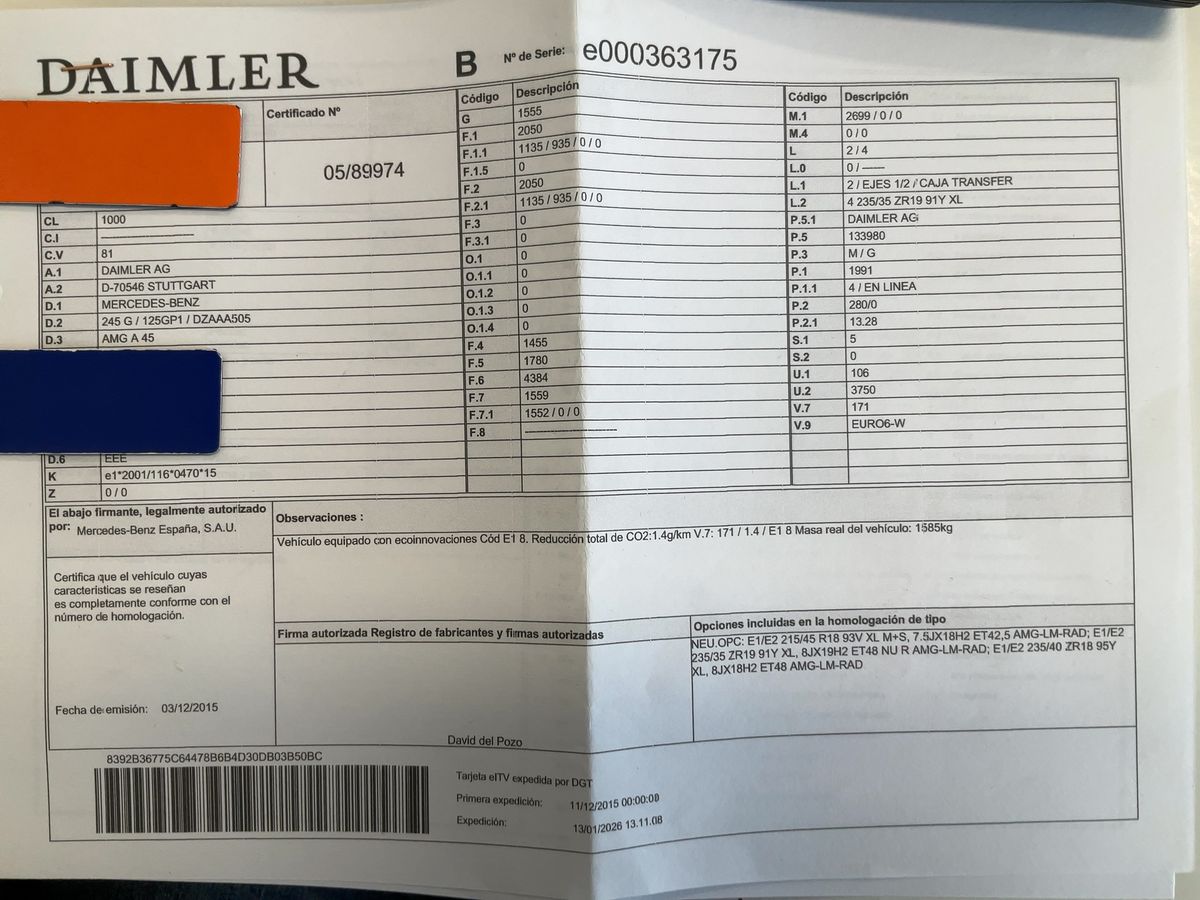 DAIMLER
B Nº de Serie: e000363175
Certificado Nº
05/89974
CL 1000
C.I ———————
C.V 81
A.1 DAIMLER AG
A.2 D-70546 STUTTGART
D.1 MERCEDES-BENZ
D.2 245 G / 125GP1 / DZAAA505
D.3 AMG A 45
D.6 EEE
K e1*2001/116*0470*15
Z 0 / 0
Código Descripción
G 1555
F.1 2050
F.1.1 1135 / 935 / 0 / 0
F.1.5 0
F.2 2050
F.2.1 1135 / 935 / 0 / 0
F.3 0
F.3.1 0
O.1 0
O.1.1 0
O.1.2 0
O.1.3 0
O.1.4 0
F.4 1455
F.5 1780
F.6 4384
F.7 1559
F.7.1 1552 / 0 / 0
F.8 ———————
Código Descripción
M.1 2699 / 0 / 0
M.4 0 / 0
L 2 / 4
L.0 0 / ——
L.1 2 / EJES 1/2 / CAJA TRANSFER
L.2 4 235/35 ZR19 91Y XL
P.5.1 DAIMLER AG
P.5 133980
P.3 M / G
P.1 1991
P.1.1 4 / EN LINEA
P.2 280/0
P.2.1 13.28
S.1 5
S.2 0
U.1 106
U.2 3750
V.7 171
V.9 EURO6-W
El abajo firmante, legalmente autorizado
por: Mercedes-Benz España, S.A.U.
Certifica que el vehículo cuyas
características se reseñan
es completamente conforme con el
número de homologación.
Fecha de emisión: 03/12/2015
Observaciones :
Vehículo equipado con ecoinnovaciones Cód E1 8. Reducción total de CO2:1.4g/km V.7: 171 / 1.4 / E1 8 Masa real del vehículo: 1585kg
Firma autorizada Registro de fabricantes y firmas autorizadas
David del Pozo
Opciones incluidas en la homologación de tipo
NEU.OPC: E1/E2 215/45 R18 93V XL M+S, 7.5JX18H2 ET42,5 AMG-LM-RAD; E1/E2
235/35 ZR19 91Y XL, 8JX19H2 ET48 NU R AMG-LM-RAD; E1/E2 235/40 ZR18 95Y
XL, 8JX18H2 ET48 AMG-LM-RAD
8392B36775C64478B6B4D30DB03B50BC
Tarjeta eITV expedida por DGT
Primera expedición: 11/12/2015 00:00:00
Expedición: 13/01/2026 13.11.08